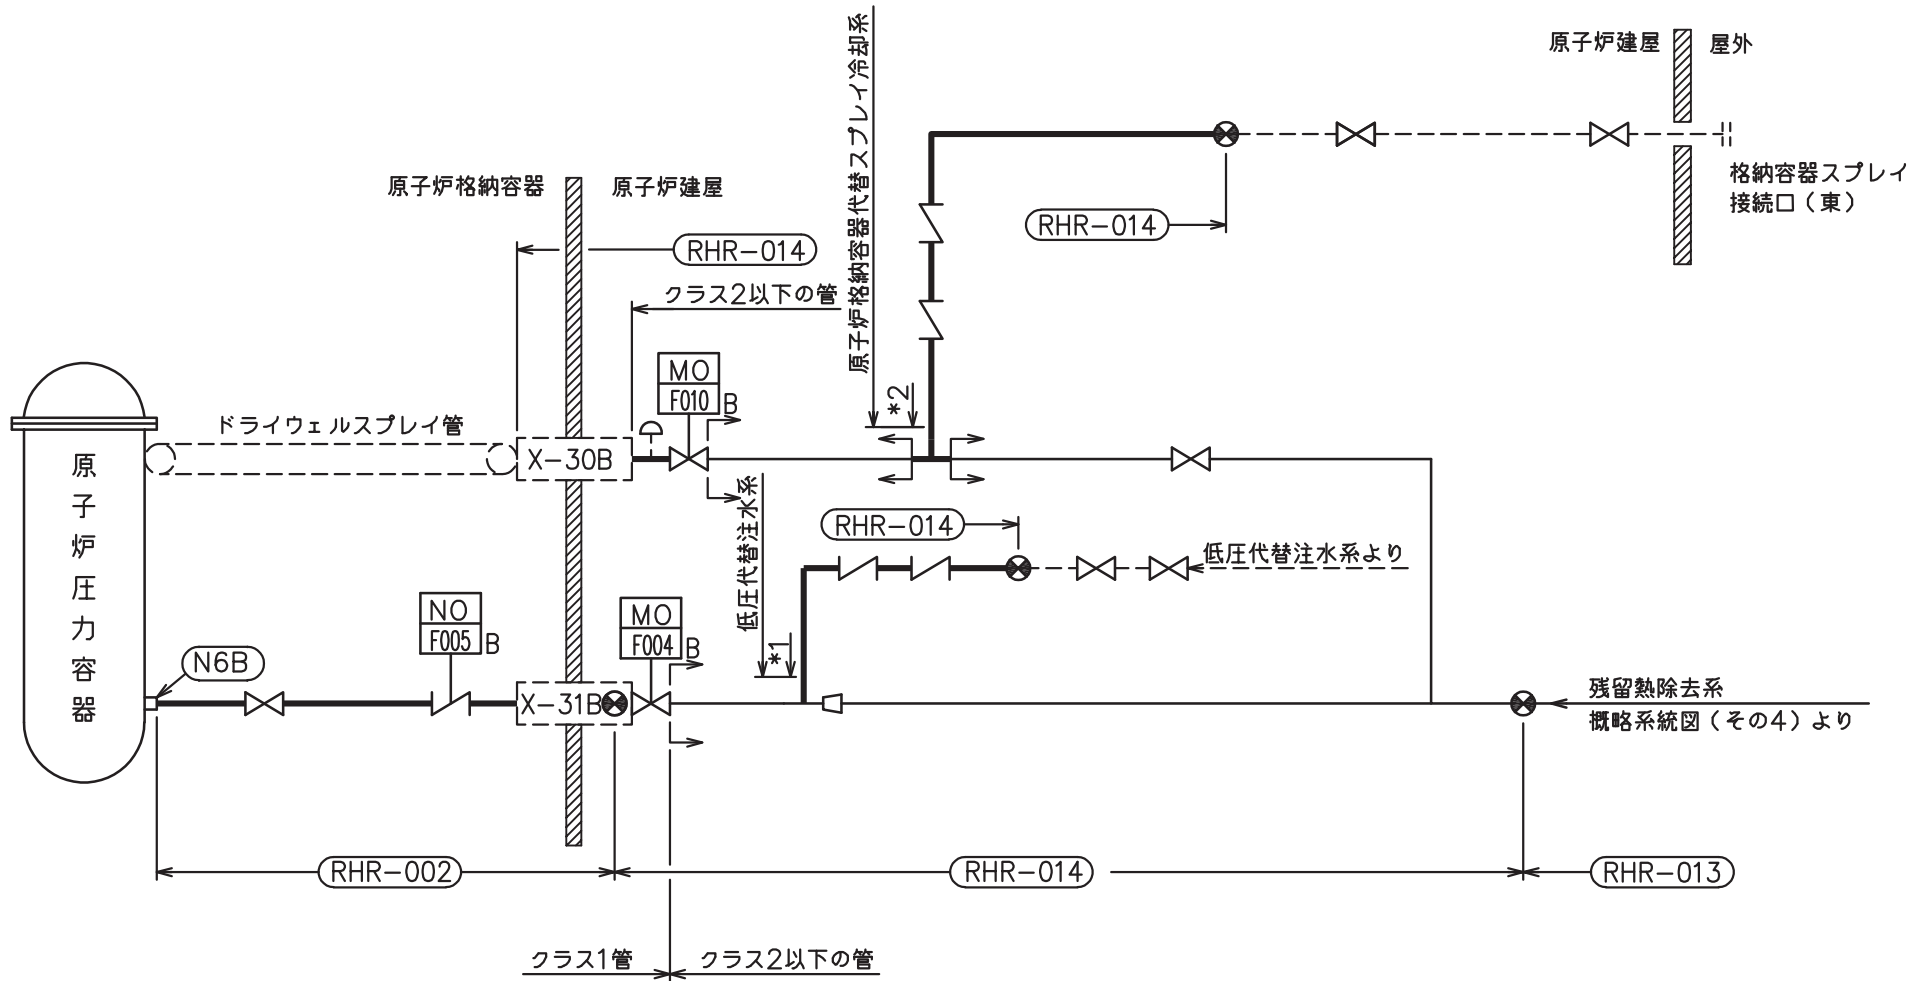 原子炉建屋
屋外
格納容器スプレイ
接続口（東）
原子炉格納容器代替スプレイ冷却系
原子炉格納容器
原子炉建屋
RHR-014
RHR-014
クラス2以下の管
MO
F010
B
*2
ドライウェルスプレイ管
X-30B
原子炉圧力容器
低圧代替注水系
RHR-014
低圧代替注水系より
NO
F005
B
MO
F004
B
*1
N6B
X-31B
残留熱除去系
概略系統図（その4）より
RHR-002
RHR-014
RHR-013
クラス1管
クラス2以下の管